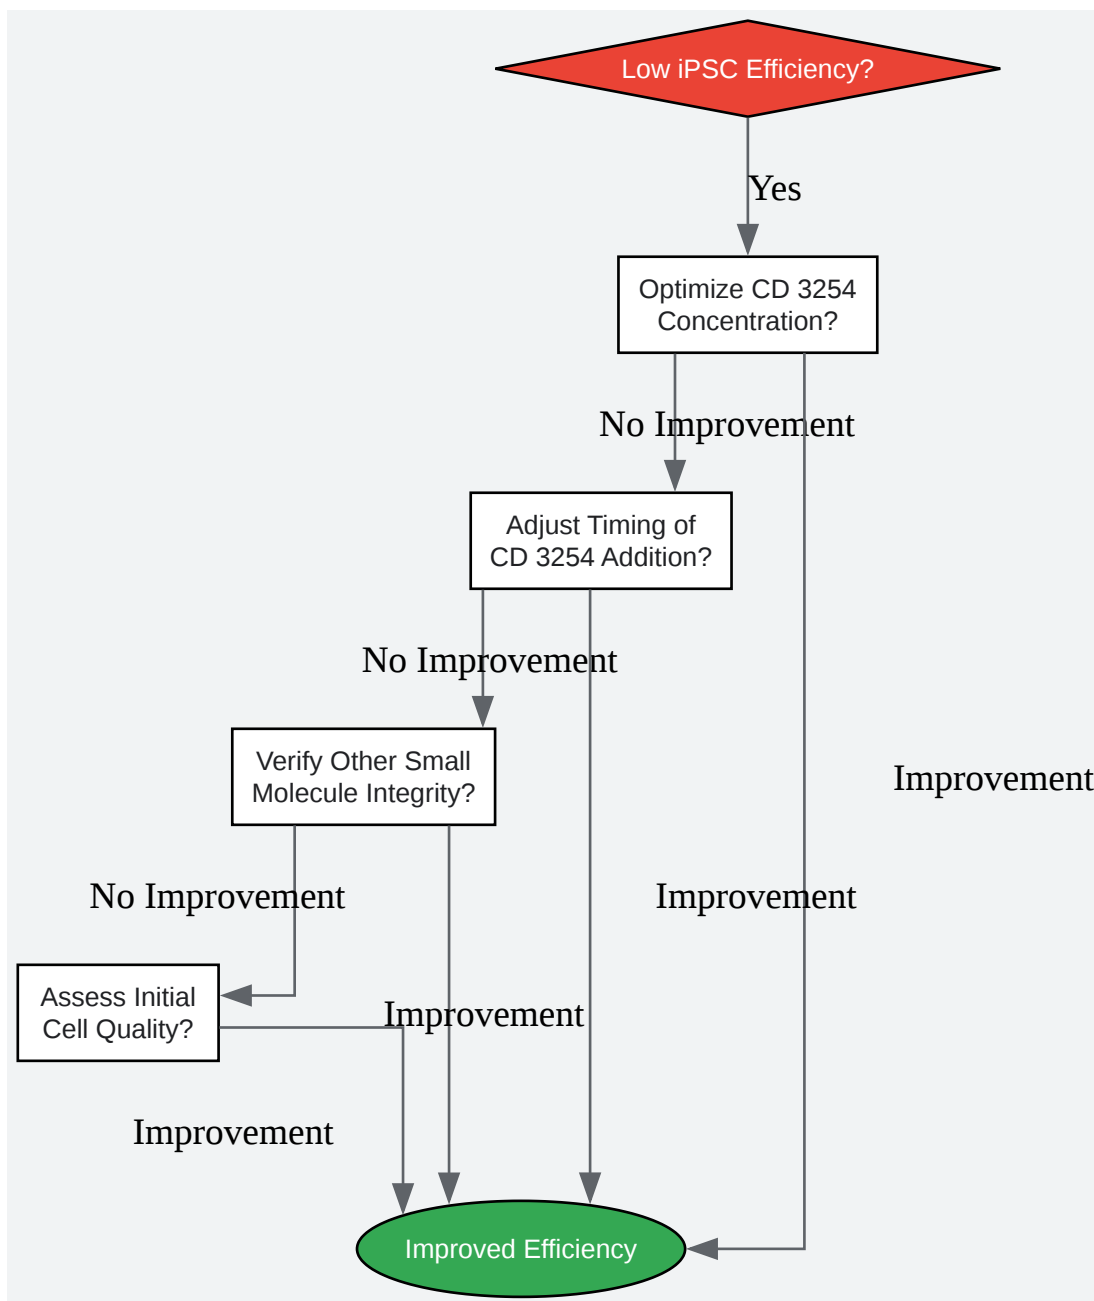 Low iPSC Efficiency?
Yes
Optimize CD 3254
Concentration?
No Improvement
Adjust Timing of
CD 3254 Addition?
No Improvement
Verify Other Small
Molecule Integrity?
Improvement
No Improvement
Improvement
Assess Initial
Cell Quality?
Improvement
Improvement
Improved Efficiency